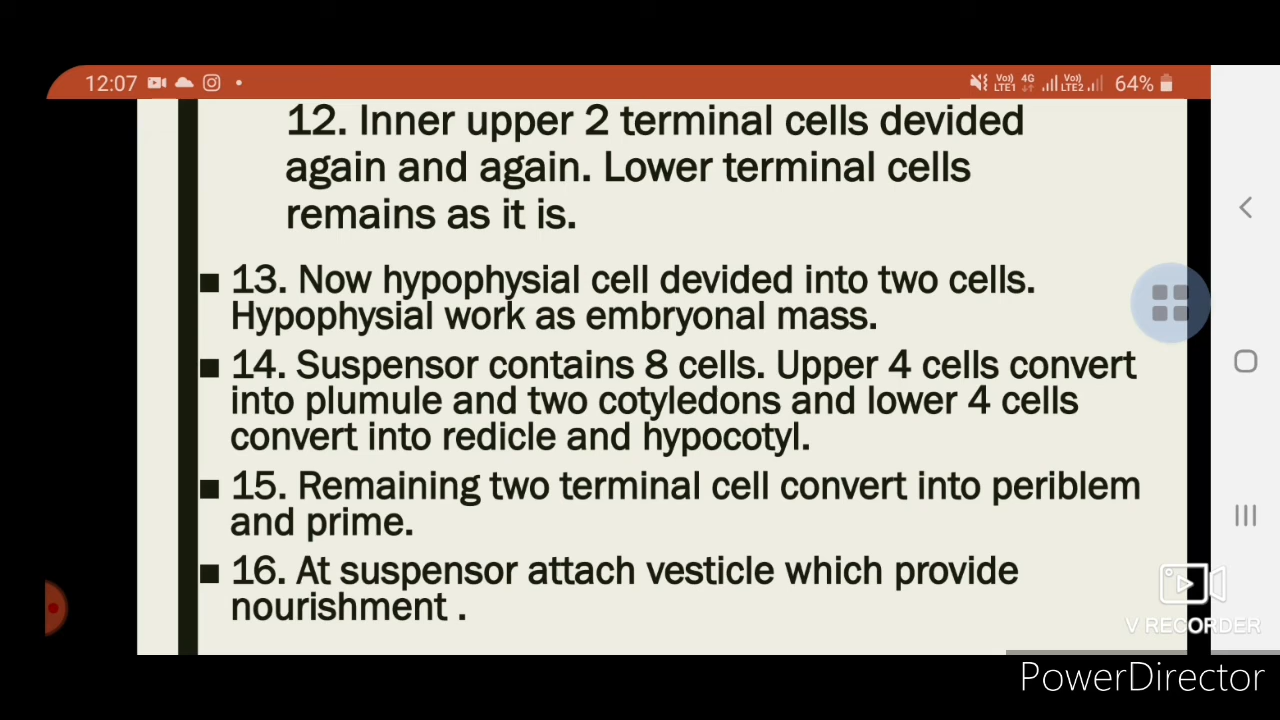 12:07
Vo)) 4G Vo))
LTE1 LTE2 64%
12. Inner upper 2 terminal cells devided
again and again. Lower terminal cells
remains as it is.
■ 13. Now hypophysial cell devided into two cells.
Hypophysial work as embryonal mass.
■ 14. Suspensor contains 8 cells. Upper 4 cells convert
into plumule and two cotyledons and lower 4 cells
convert into redicle and hypocotyl.
■ 15. Remaining two terminal cell convert into periblem
and prime.
■ 16. At suspensor attach vesticle which provide
nourishment .
V RECORDER
PowerDirector